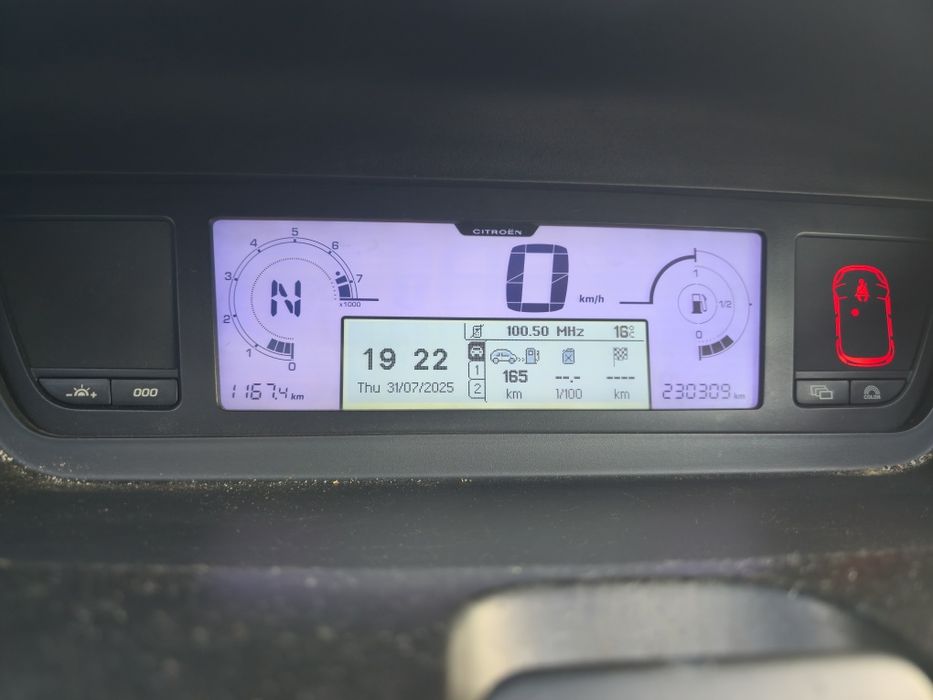 CITROËN
4 5 6
3 7
x1000
N
2
1
0
1167.4 km
0 km/h
1
1/2
0
100.50 MHz 16°C
19 22
Thu 31/07/2025
1
2
165 --.- ----
km l/100 km
230309 km
000
COLOR